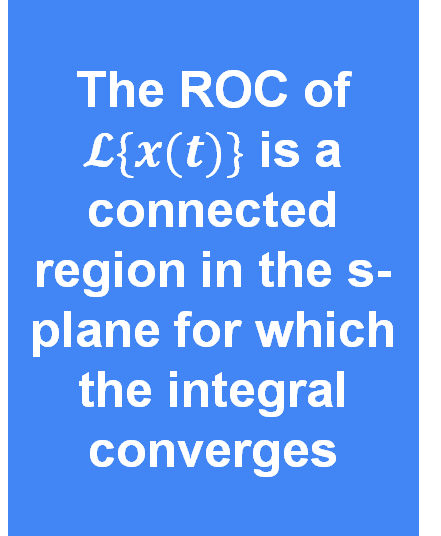 The ROC of
ℒ{x(t)} is a
connected
region in the s-
plane for which
the integral
converges